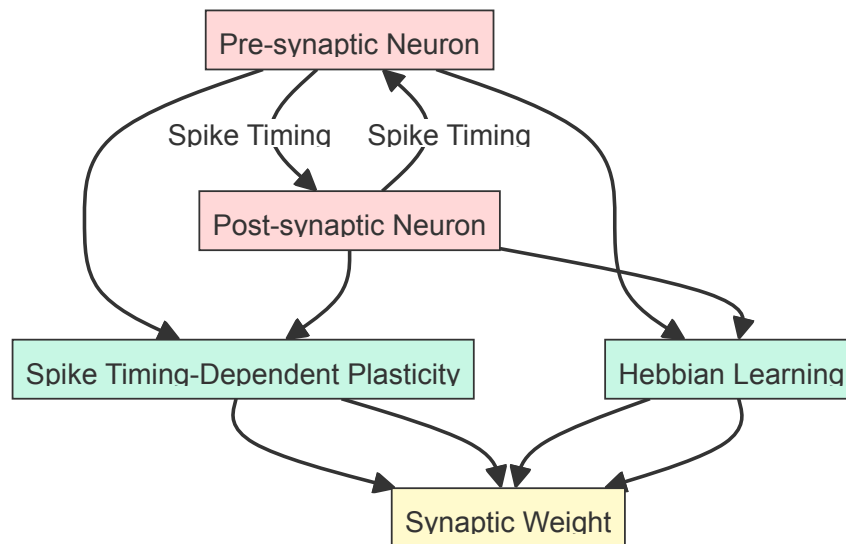 Pre-synaptic Neuron
Spike Timing
Spike Timing
Post-synaptic Neuron
Spike Timing-Dependent Plasticity
Hebbian Learning
Synaptic Weight